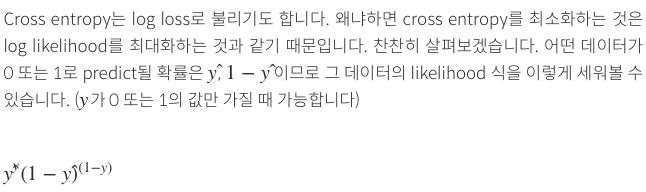 Cross entropy는 log loss로 불리기도 합니다. 왜냐하면 cross entropy를 최소화하는 것은
log likelihood를 최대화하는 것과 같기 때문입니다. 찬찬히 살펴보겠습니다. 어떤 데이터가
0 또는 1로 predict될 확률은 ŷ, 1 − ŷ이므로 그 데이터의 likelihood 식을 이렇게 세워볼 수
있습니다. (y가 0 또는 1의 값만 가질 때 가능합니다)
ŷ^y(1 − ŷ)^(1−y)